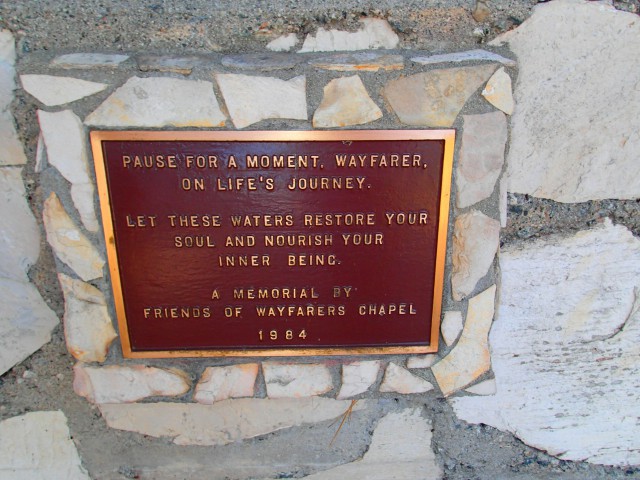 PAUSE FOR A MOMENT, WAYFARER,
ON LIFE'S JOURNEY.
LET THESE WATERS RESTORE YOUR
SOUL AND NOURISH YOUR
INNER BEING.
A MEMORIAL BY
FRIENDS OF WAYFARERS CHAPEL
1984